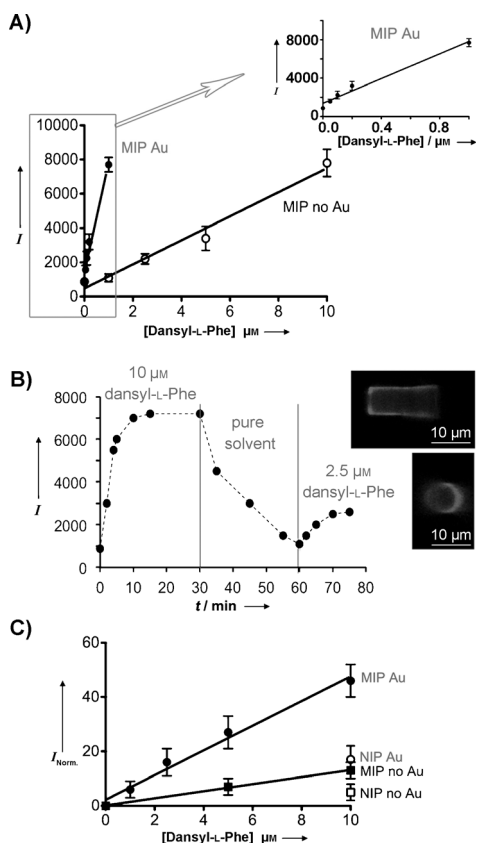 A)
MIP Au
8000
4000
0.0
I
0.0 0.4 0.8
[Dansyl-L-Phe] / μM
MIP Au
10000
8000
6000
4000
2000
0
I
MIP no Au
0 2 4 6 8 10
[Dansyl-L-Phe] μM
B)
10 μM
dansyl-L-Phe
pure
solvent
2.5 μM
dansyl-L-Phe
8000
6000
4000
2000
0
I
0 10 20 30 40 50 60 70 80
t / min
10 μm
10 μm
C)
60
40
20
0
INorm.
MIP Au
NIP Au
MIP no Au
NIP no Au
0 2 4 6 8 10
[Dansyl-L-Phe] μM